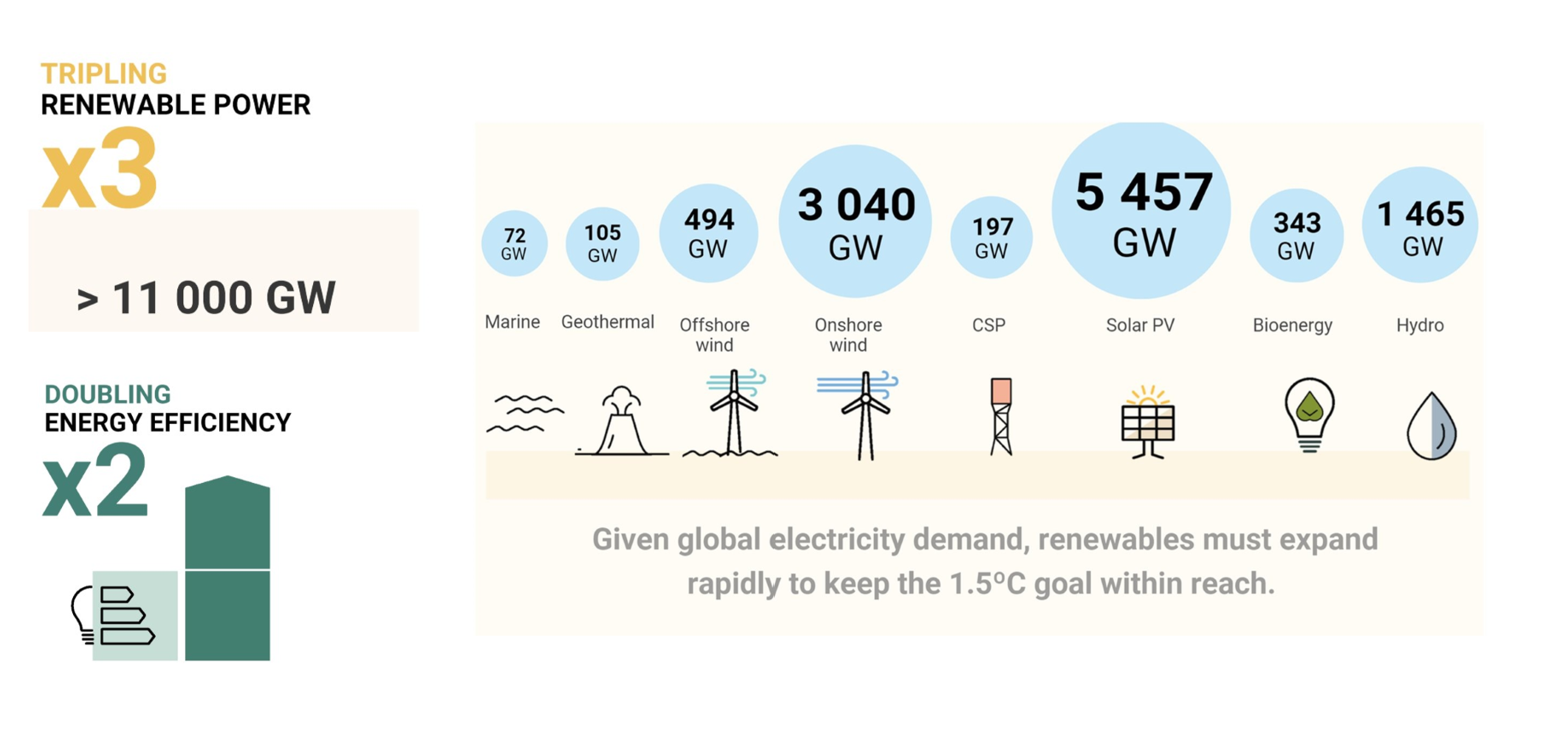 TRIPLING
RENEWABLE POWER
x3
> 11 000 GW
DOUBLING
ENERGY EFFICIENCY
x2
72
GW
105
GW
494
GW
3 040
GW
197
GW
5 457
GW
343
GW
1 465
GW
Marine
Geothermal
Offshore
wind
Onshore
wind
CSP
Solar PV
Bioenergy
Hydro
Given global electricity demand, renewables must expand
rapidly to keep the 1.5ºC goal within reach.